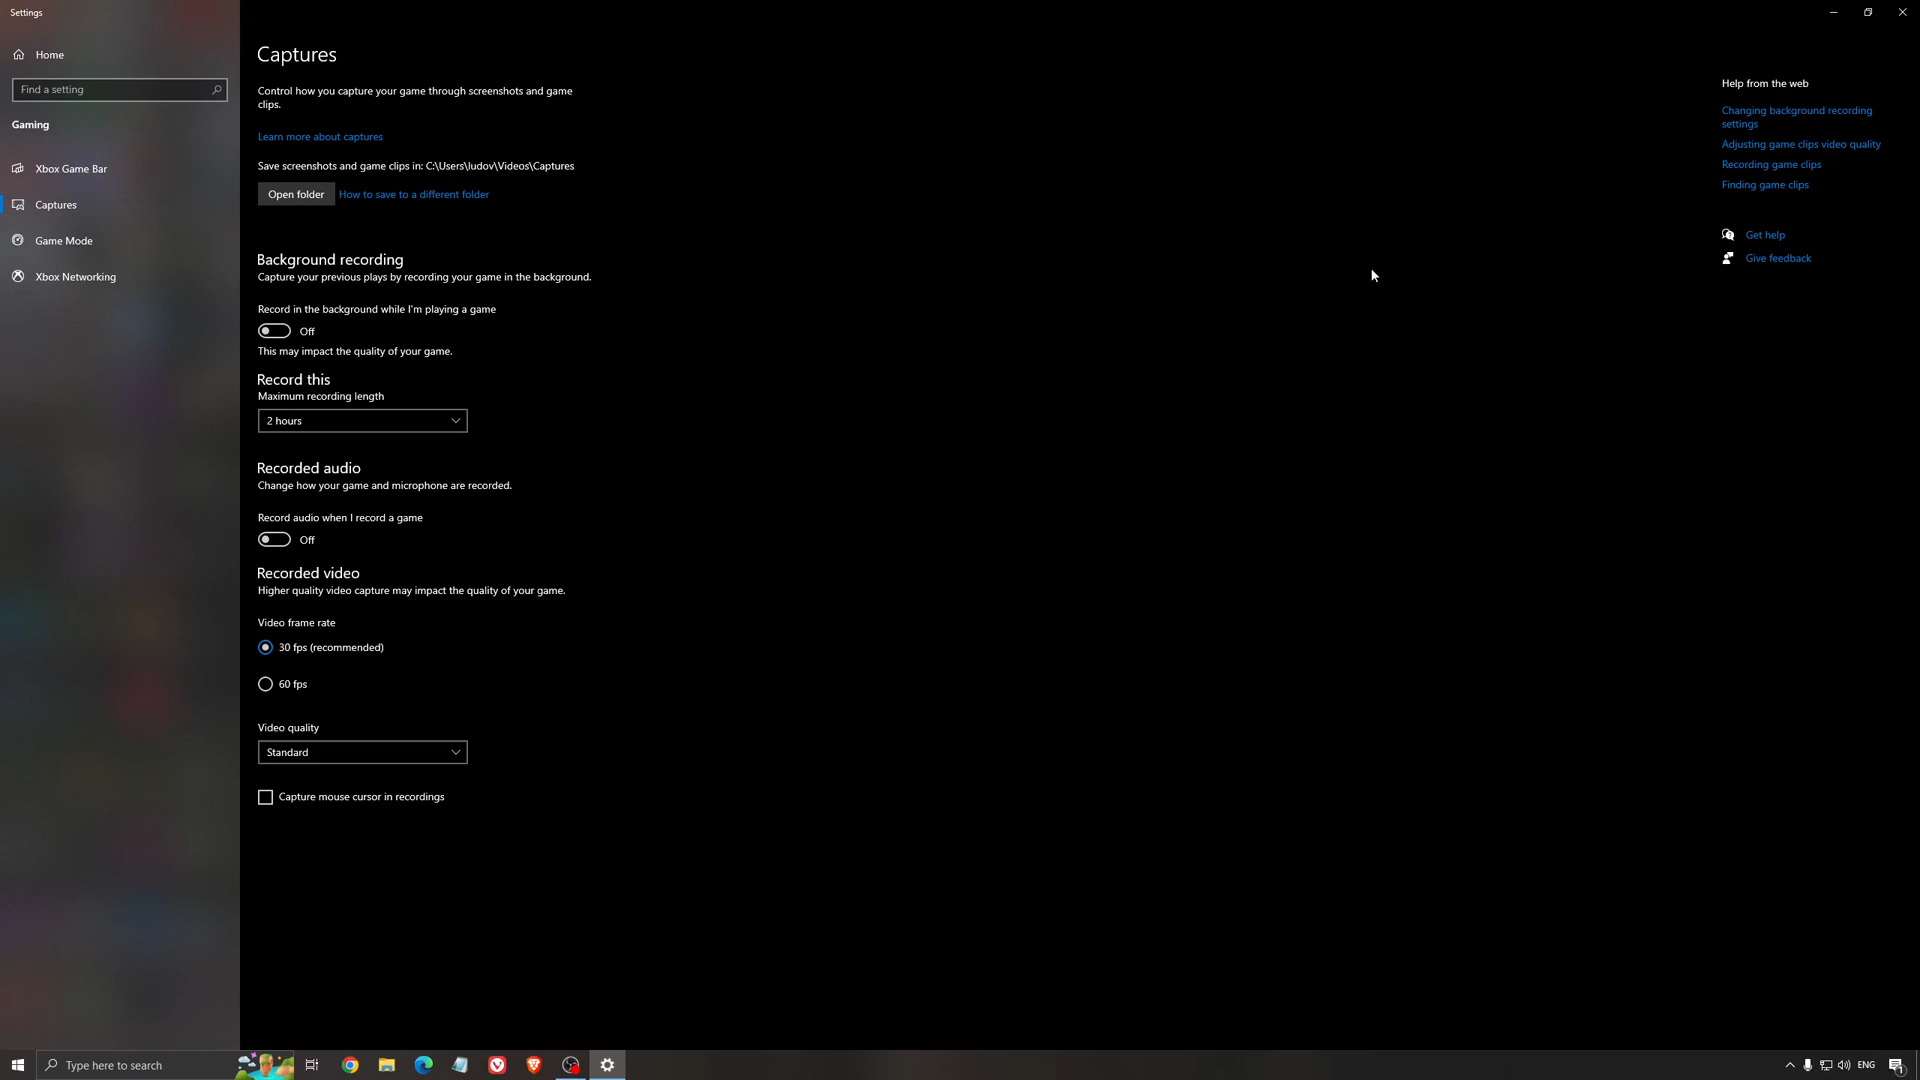 Settings
Home
Find a setting
Gaming
Xbox Game Bar
Captures
Game Mode
Xbox Networking
Captures
Control how you capture your game through screenshots and game
clips.
Learn more about captures
Save screenshots and game clips in: C:\Users\ludov\Videos\Captures
Open folder
How to save to a different folder
Background recording
Capture your previous plays by recording your game in the background.
Record in the background while I'm playing a game
Off
This may impact the quality of your game.
Record this
Maximum recording length
2 hours
Recorded audio
Change how your game and microphone are recorded.
Record audio when I record a game
Off
Recorded video
Higher quality video capture may impact the quality of your game.
Video frame rate
30 fps (recommended)
60 fps
Video quality
Standard
Capture mouse cursor in recordings
Help from the web
Changing background recording
settings
Adjusting game clips video quality
Recording game clips
Finding game clips
Get help
Give feedback
Type here to search
ENG
1